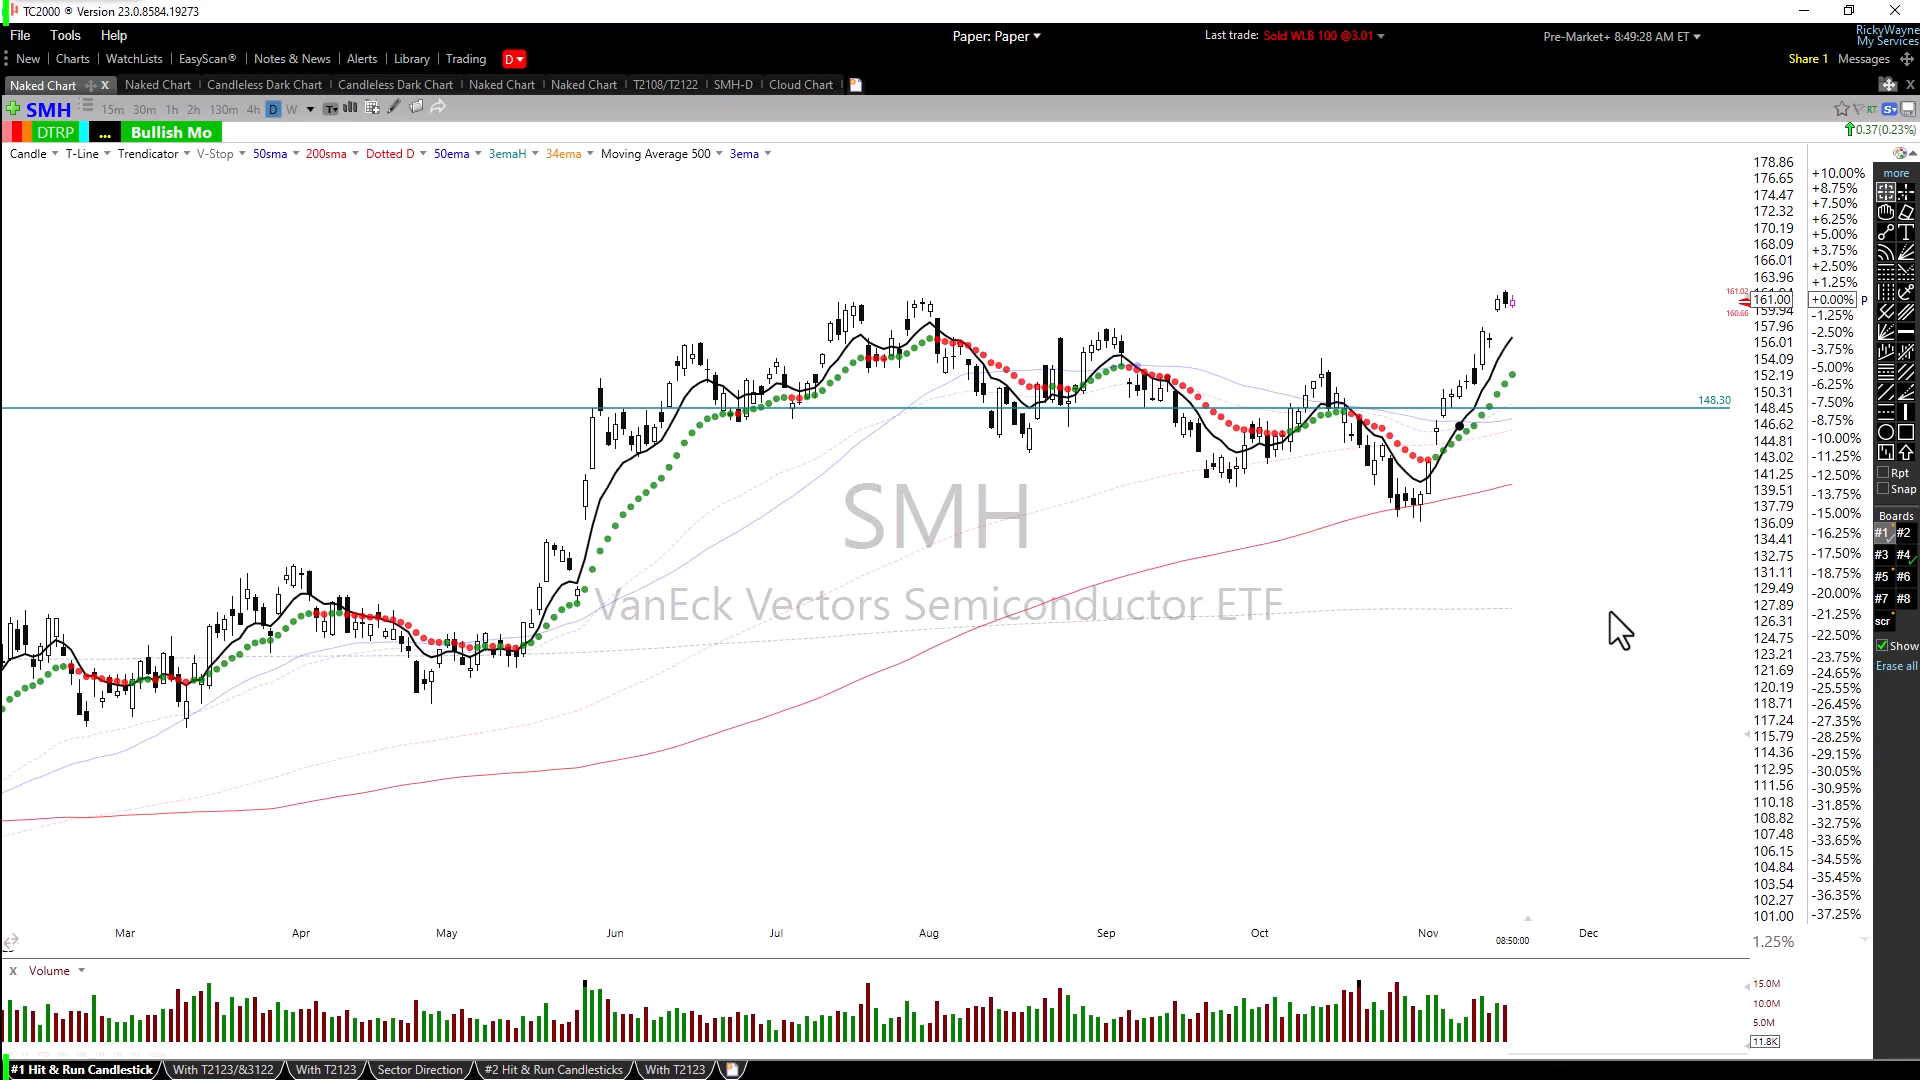 TC2000 ® Version 23.0.8584.19273
File Tools Help
Paper: Paper
Last trade: Sold WLB 100 @3.01
Pre-Market+ 8:49:28 AM ET
RickyWayne
My Services
New Charts WatchLists EasyScan® Notes & News Alerts Library Trading D
Share 1 Messages
Naked Chart X Naked Chart Candleless Dark Chart Candleless Dark Chart Naked Chart Naked Chart T2108/T2122 SMH-D Cloud Chart
SMH 15m 30m 1h 2h 130m 4h D W
RT
DTRP ... Bullish Mo
0.37(0.23%)
Candle T-Line Trendicator V-Stop 50sma 200sma Dotted D 50ema 3emaH 34ema Moving Average 500 3ema
178.86 +10.00% more
176.65 +8.75%
174.47 +7.50%
172.32 +6.25%
170.19 +5.00%
168.09 +3.75%
166.01 +2.50%
163.96 +1.25%
161.02 161.00 +0.00% P
160.66 159.94 -1.25%
157.96 -2.50%
156.01 -3.75%
154.09 -5.00%
152.19 -6.25%
150.31 -7.50%
148.30 148.45 -8.75%
146.62 -10.00%
144.81 -11.25%
143.02 -12.50%
141.25 -13.75%
139.51 -15.00%
137.79 -16.25%
136.09 -17.50%
134.41 -18.75%
132.75 -20.00%
131.11 -21.25%
129.49 -22.50%
127.89 -23.75%
126.31 -24.65%
124.75 -25.55%
123.21 -26.45%
121.69 -27.35%
120.19 -28.25%
118.71 -29.15%
117.24 -30.05%
115.79 -30.95%
114.36 -31.85%
112.95 -32.75%
111.56 -33.65%
110.18 -34.55%
108.82 -35.45%
107.48 -36.35%
106.15 -37.25%
104.84
103.54
102.27
101.00
Rpt
Snap
Boards
#1 #2
#3 #4
#5 #6
#7 #8
scr
Show
Erase all
SMH
VanEck Vectors Semiconductor ETF
Mar Apr May Jun Jul Aug Sep Oct Nov Dec
08:50:00
1.25%
X Volume
15.0M
10.0M
5.0M
11.8K
#1 Hit & Run Candlestick With T2123/&3122 With T2123 Sector Direction #2 Hit & Run Candlesticks With T2123